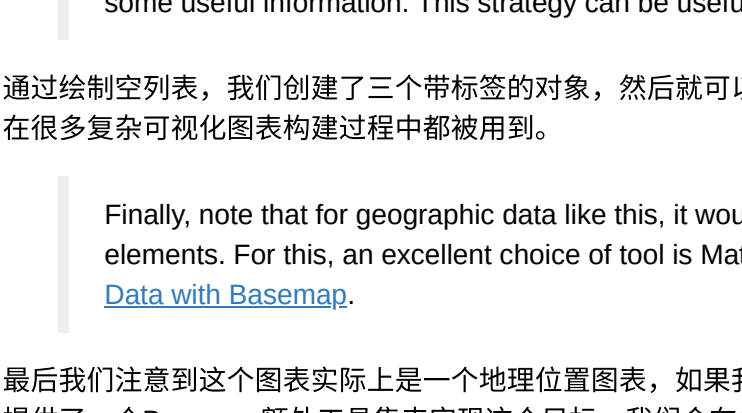 some useful information. This strategy can be usefu
通过绘制空列表，我们创建了三个带标签的对象，然后就可以
在很多复杂可视化图表构建过程中都被用到。
Finally, note that for geographic data like this, it wou
elements. For this, an excellent choice of tool is Mat
Data with Basemap.
最后我们注意到这个图表实际上是一个地理位置图表，如果我